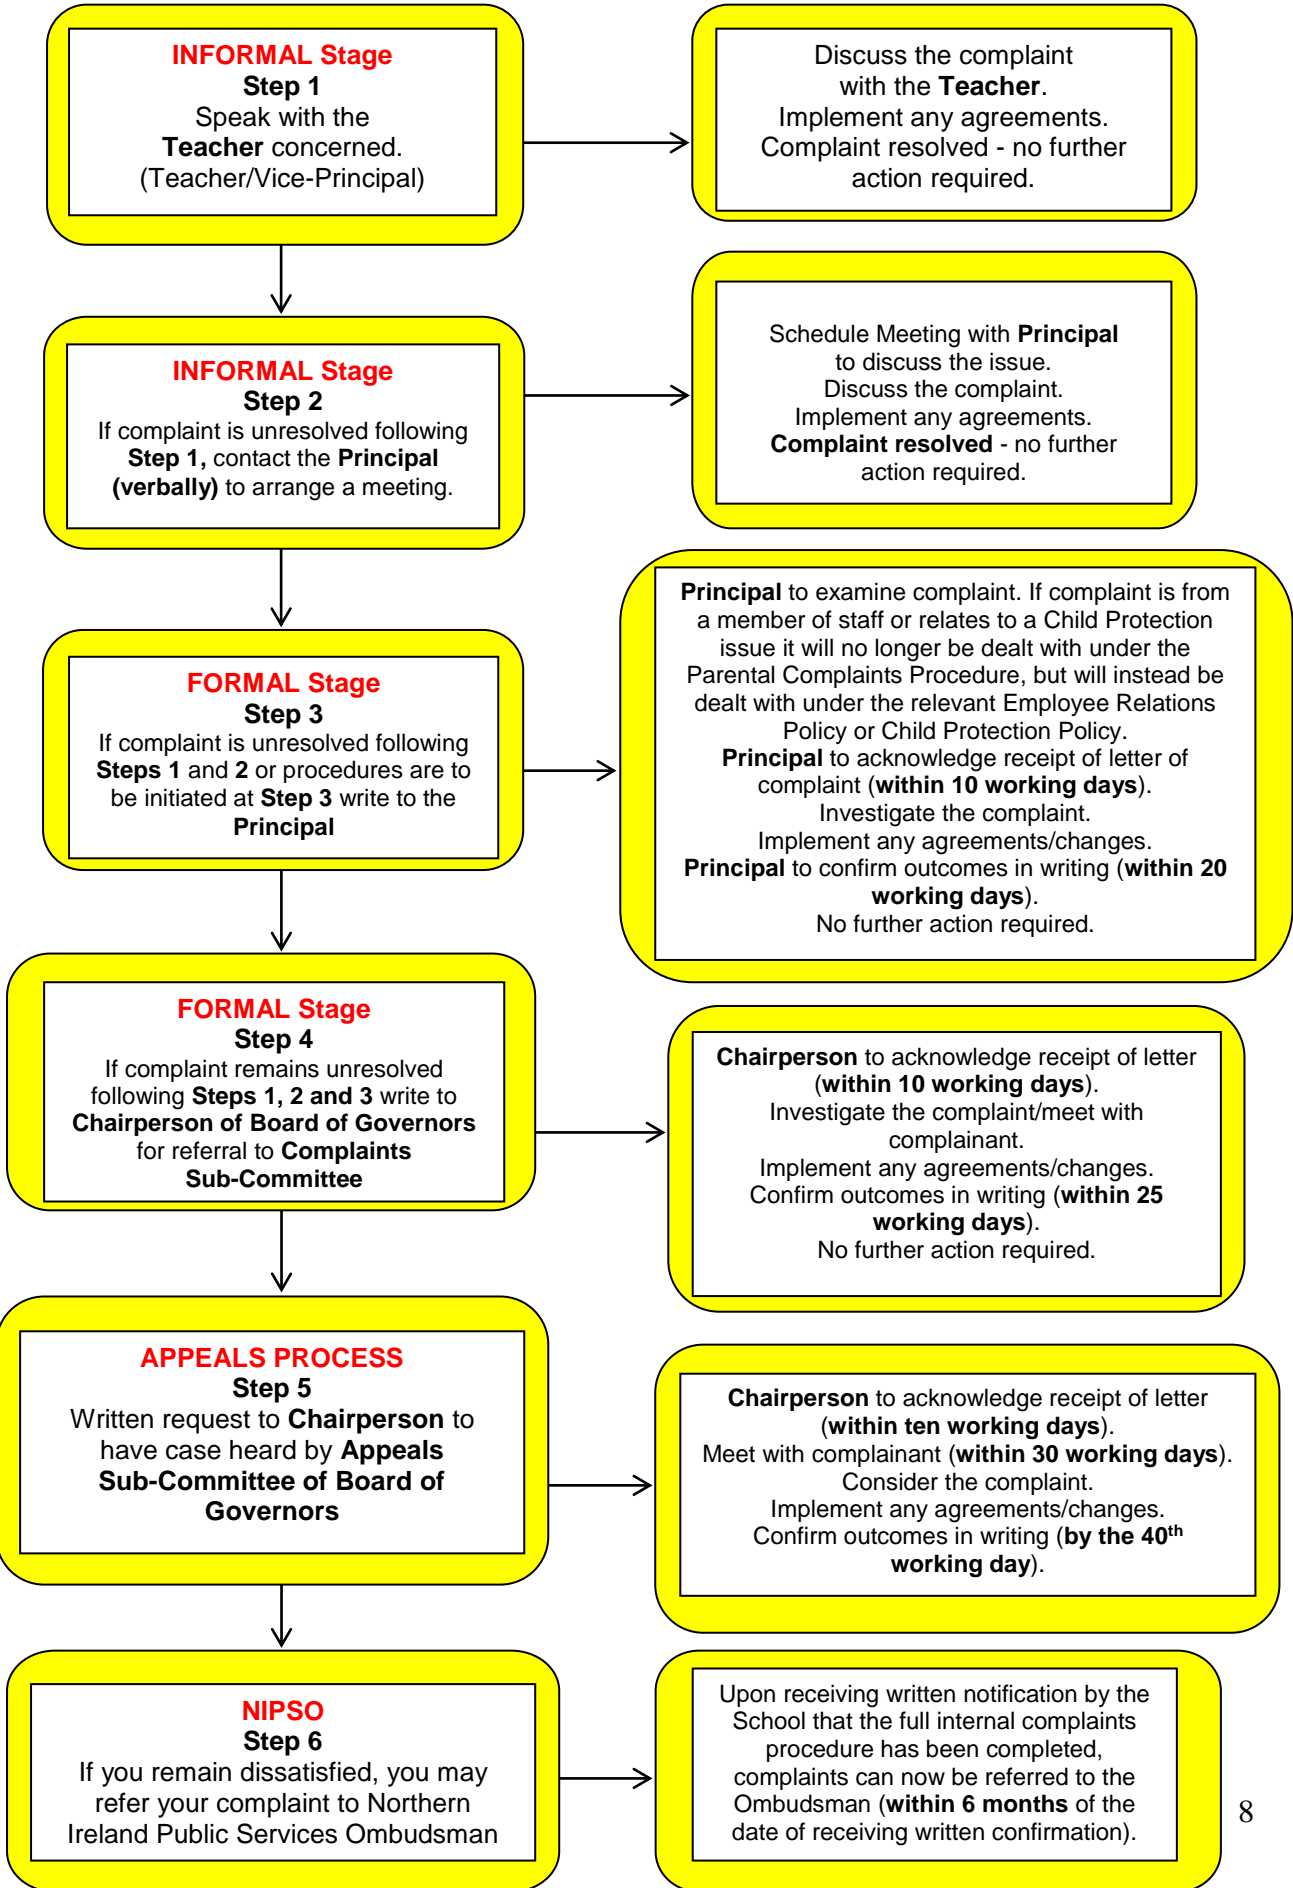 INFORMAL Stage
Step 1
Speak with the
Teacher concerned.
(Teacher/Vice-Principal)
Discuss the complaint
with the Teacher.
Implement any agreements.
Complaint resolved - no further
action required.
INFORMAL Stage
Step 2
If complaint is unresolved following
Step 1, contact the Principal
(verbally) to arrange a meeting.
Schedule Meeting with Principal
to discuss the issue.
Discuss the complaint.
Implement any agreements.
Complaint resolved - no further
action required.
FORMAL Stage
Step 3
If complaint is unresolved following
Steps 1 and 2 or procedures are to
be initiated at Step 3 write to the
Principal
Principal to examine complaint. If complaint is from
a member of staff or relates to a Child Protection
issue it will no longer be dealt with under the
Parental Complaints Procedure, but will instead be
dealt with under the relevant Employee Relations
Policy or Child Protection Policy.
Principal to acknowledge receipt of letter of
complaint (within 10 working days).
Investigate the complaint.
Implement any agreements/changes.
Principal to confirm outcomes in writing (within 20
working days).
No further action required.
FORMAL Stage
Step 4
If complaint remains unresolved
following Steps 1, 2 and 3 write to
Chairperson of Board of Governors
for referral to Complaints
Sub-Committee
Chairperson to acknowledge receipt of letter
(within 10 working days).
Investigate the complaint/meet with
complainant.
Implement any agreements/changes.
Confirm outcomes in writing (within 25
working days).
No further action required.
APPEALS PROCESS
Step 5
Written request to Chairperson to
have case heard by Appeals
Sub-Committee of Board of
Governors
Chairperson to acknowledge receipt of letter
(within ten working days).
Meet with complainant (within 30 working days).
Consider the complaint.
Implement any agreements/changes.
Confirm outcomes in writing (by the 40th
working day).
NIPSO
Step 6
If you remain dissatisfied, you may
refer your complaint to Northern
Ireland Public Services Ombudsman
Upon receiving written notification by the
School that the full internal complaints
procedure has been completed,
complaints can now be referred to the
Ombudsman (within 6 months of the
date of receiving written confirmation).
8